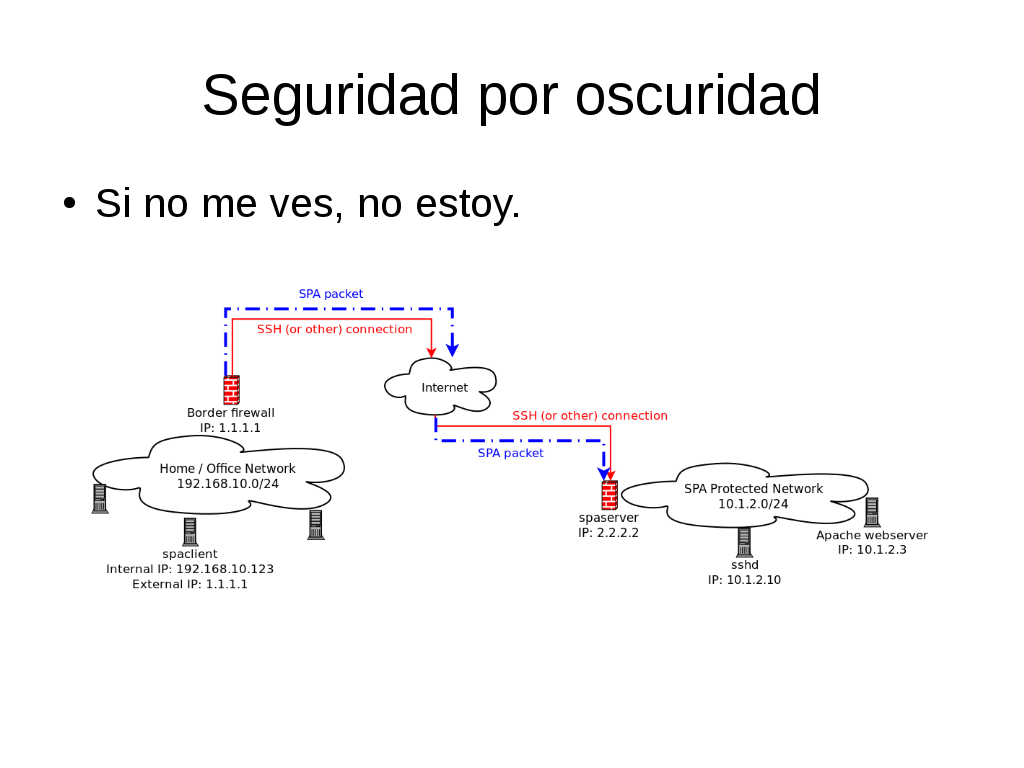 Seguridad por oscuridad
• Si no me ves, no estoy.
SPA packet
SSH (or other) connection
Internet
Border firewall
IP: 1.1.1.1
SSH (or other) connection
SPA packet
Home / Office Network
192.168.10.0/24
SPA Protected Network
10.1.2.0/24
spaserver
IP: 2.2.2.2
Apache webserver
IP: 10.1.2.3
spaclient
Internal IP: 192.168.10.123
External IP: 1.1.1.1
sshd
IP: 10.1.2.10